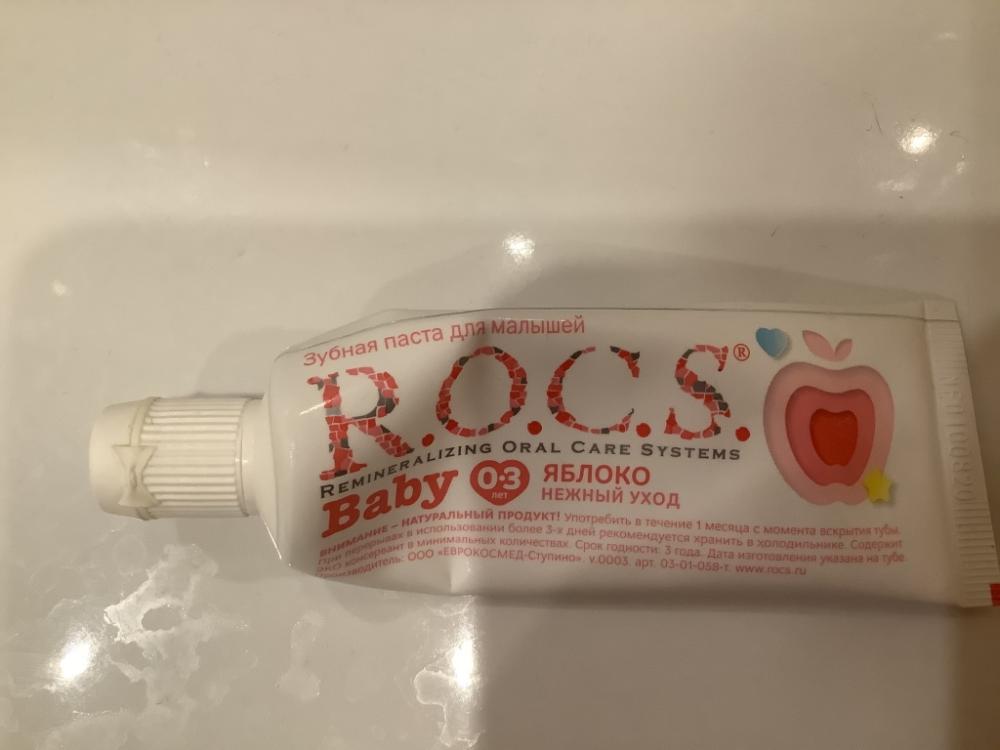 Зубная паста для малышей
R.O.C.S.®
REMINERALIZING ORAL CARE SYSTEMS
Baby
0-3
лет
ЯБЛОКО
НЕЖНЫЙ УХОД
ВНИМАНИЕ – НАТУРАЛЬНЫЙ ПРОДУКТ! Употребить в течение 1 месяца с момента вскрытия тубы.
При перерывах в использовании более 3-х дней рекомендуется хранить в холодильнике. Содержит
ЭКО консервант в минимальных количествах. Срок годности: 3 года. Дата изготовления указана на тубе.
Производитель: ООО «ЕВРОКОСМЕД-Ступино». v.0003. арт. 03-01-058-т. www.rocs.ru